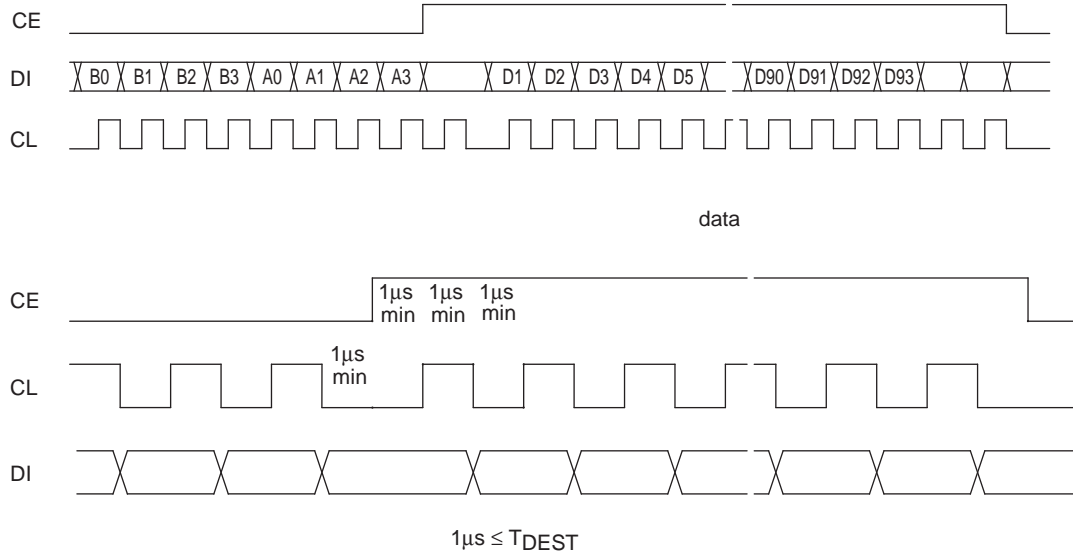 CE
DI B0 B1 B2 B3 A0 A1 A2 A3 D1 D2 D3 D4 D5 D90 D91 D92 D93
CL
data
CE
1μs 1μs 1μs
min min min
1μs
min
CL
DI
1μs ≤ TDEST